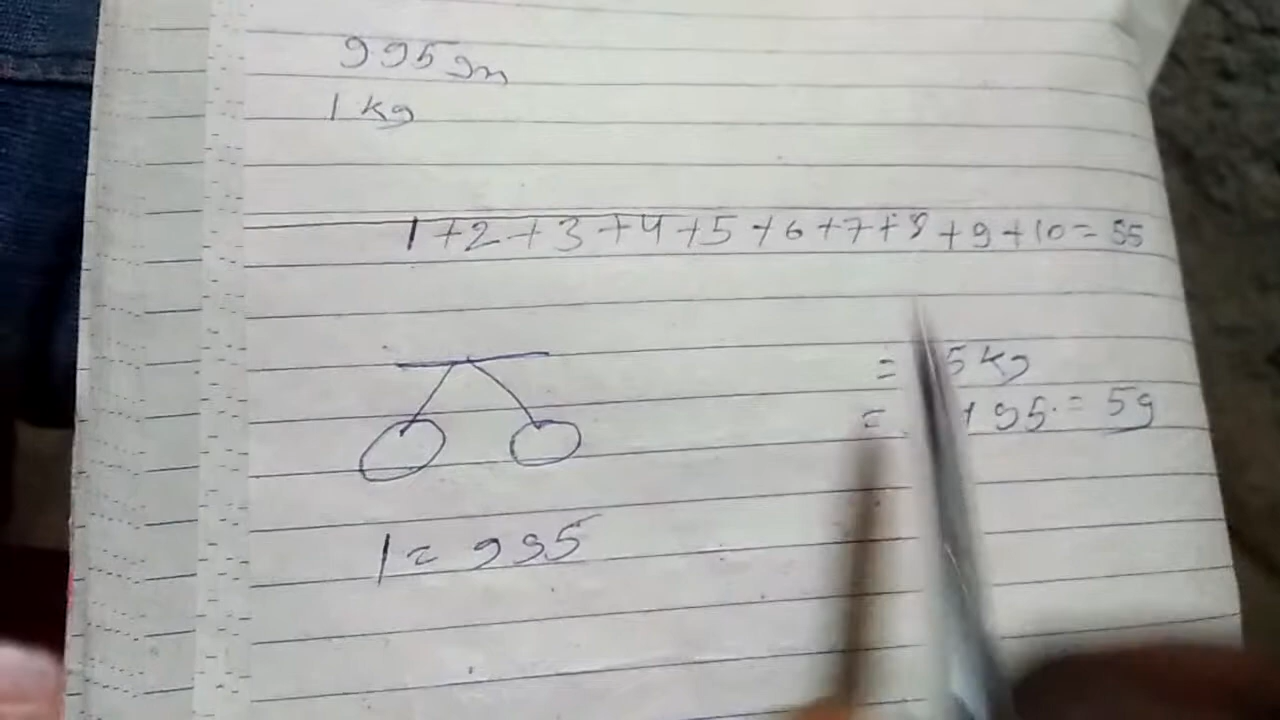 995 gm
1 kg
1+2+3+4+5+6+7+8+9+10=55
= 5 kg
= 995 = 5g
1 = 995